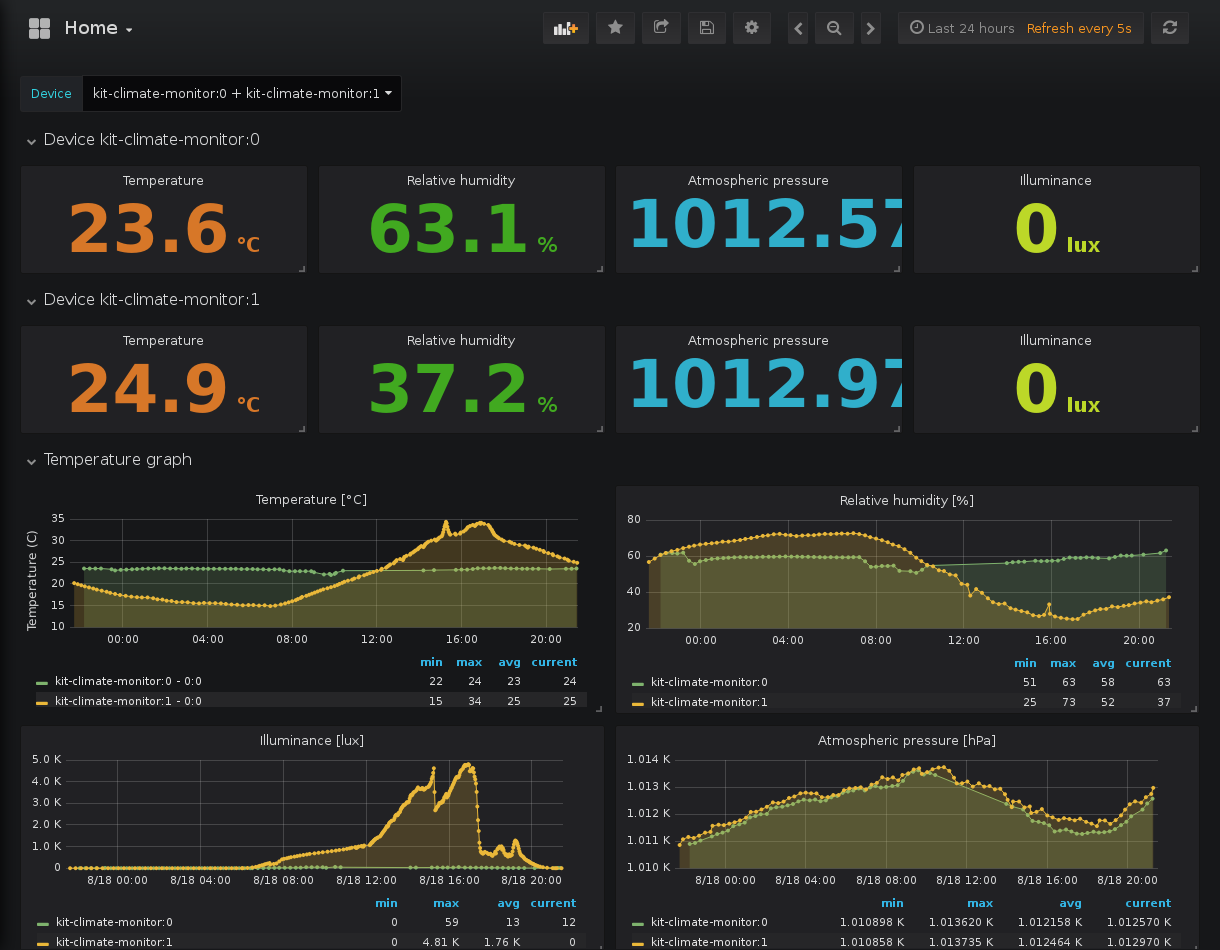 Home
Last 24 hours Refresh every 5s
Device kit-climate-monitor:0 + kit-climate-monitor:1
Device kit-climate-monitor:0
Temperature Relative humidity Atmospheric pressure Illuminance
23.6 °C 63.1 % 1012.57 0 lux
Device kit-climate-monitor:1
Temperature Relative humidity Atmospheric pressure Illuminance
24.9 °C 37.2 % 1012.97 0 lux
Temperature graph
Temperature [°C]
Temperature (C)
35
30
25
20
15
10
00:00 04:00 08:00 12:00 16:00 20:00
min max avg current
kit-climate-monitor:0 - 0:0 22 24 23 24
kit-climate-monitor:1 - 0:0 15 34 25 25
Relative humidity [%]
80
60
40
20
00:00 04:00 08:00 12:00 16:00 20:00
min max avg current
kit-climate-monitor:0 51 63 58 63
kit-climate-monitor:1 25 73 52 37
Illuminance [lux]
5.0 K
4.0 K
3.0 K
2.0 K
1.0 K
0
8/18 00:00 8/18 04:00 8/18 08:00 8/18 12:00 8/18 16:00 8/18 20:00
min max avg current
kit-climate-monitor:0 0 59 13 12
kit-climate-monitor:1 0 4.81 K 1.76 K 0
Atmospheric pressure [hPa]
1.014 K
1.013 K
1.012 K
1.011 K
1.010 K
8/18 00:00 8/18 04:00 8/18 08:00 8/18 12:00 8/18 16:00 8/18 20:00
min max avg current
kit-climate-monitor:0 1.010898 K 1.013620 K 1.012158 K 1.012570 K
kit-climate-monitor:1 1.010858 K 1.013735 K 1.012464 K 1.012970 K